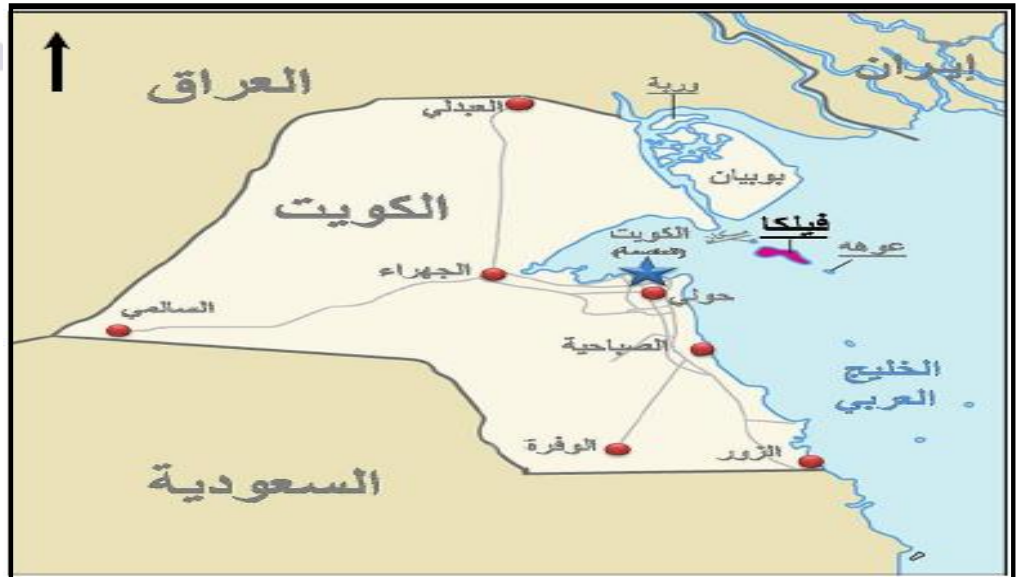 إيران
العراق
وربة
العبدلي
بوبيان
الكويت
فيلكا
الكويت
عوهه
الجهراء
حولي
السالمي
الصباحية
الخليج
العربي
الوفرة
الزور
السعودية